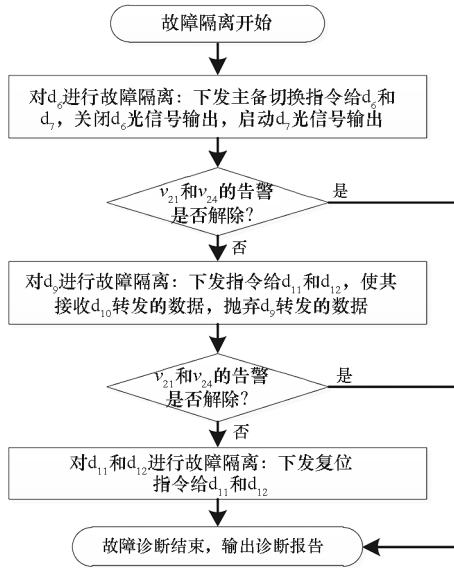 故障隔离开始
对d₆进行故障隔离：下发主备切换指令给d₆和
d₇，关闭d₆光信号输出，启动d₇光信号输出
v₂₁和v₂₄的告警
是否解除？
是
否
对d₉进行故障隔离：下发指令给d₁₁和d₁₂，使其
接收d₁₀转发的数据，抛弃d₉转发的数据
v₂₁和v₂₄的告警
是否解除？
是
否
对d₁₁和d₁₂进行故障隔离：下发复位
指令给d₁₁和d₁₂
故障诊断结束，输出诊断报告